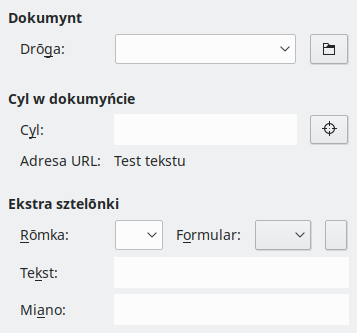 Dokumynt
Drōga:
Cyl w dokumyńcie
Cyl:
Adresa URL: Test tekstu
Ekstra sztelōnki
Rōmka: Formular:
Tekst:
Miano: